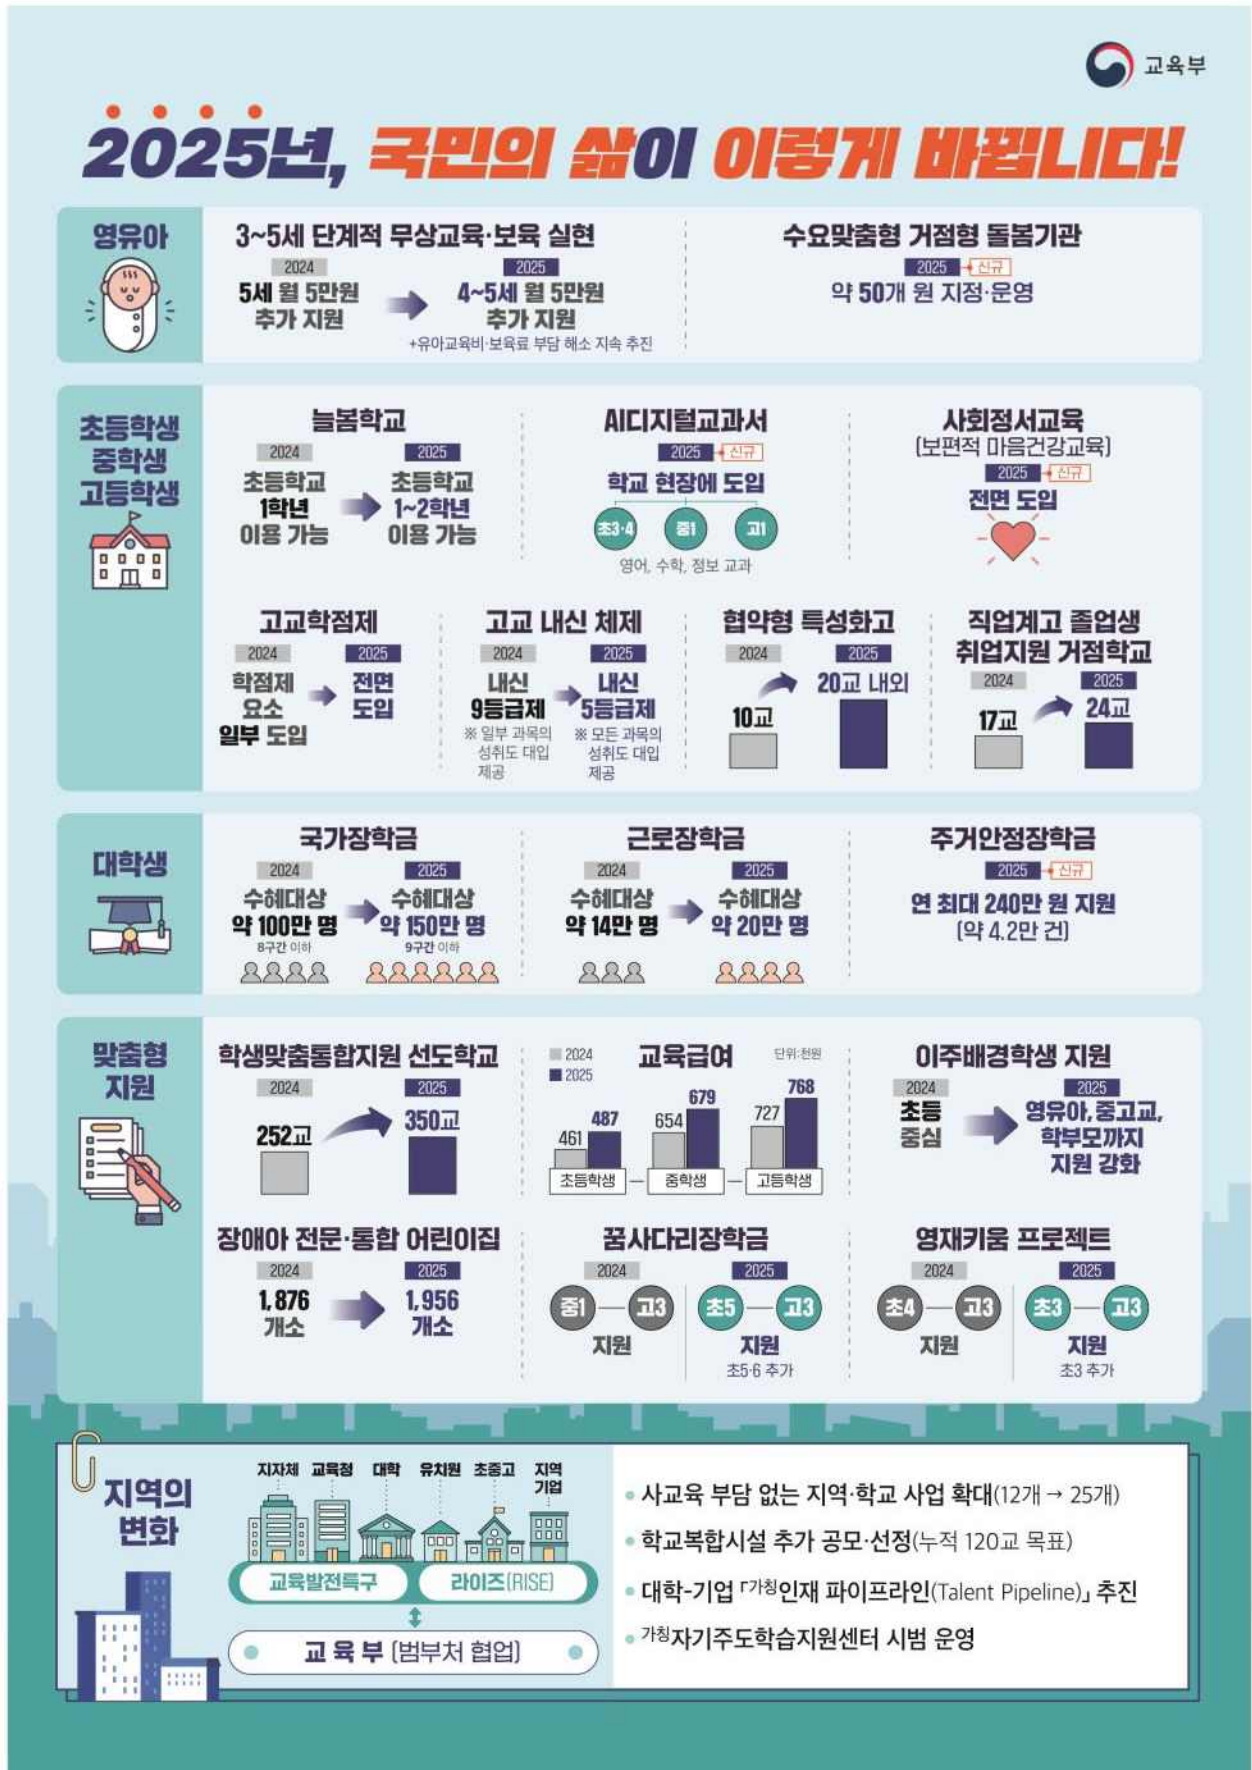 교육부
2025년, 국민의 삶이 이렇게 바뀝니다!
영유아
3~5세 단계적 무상교육·보육 실현
2024
5세 월 5만원
추가 지원
2025
4~5세 월 5만원
추가 지원
+유아교육비·보육료 부담 해소 지속 추진
수요맞춤형 거점형 돌봄기관
2025 신규
약 50개 원 지정·운영
초등학생
중학생
고등학생
늘봄학교
2024
초등학교
1학년
이용 가능
2025
초등학교
1~2학년
이용 가능
AI디지털교과서
2025 신규
학교 현장에 도입
초3·4 중1 고1
영어, 수학, 정보 교과
사회정서교육
(보편적 마음건강교육)
2025 신규
전면 도입
고교학점제
2024
학점제
요소
일부 도입
2025
전면
도입
고교 내신 체제
2024
내신
9등급제
※ 일부 과목의
성취도 대입
제공
2025
내신
5등급제
※ 모든 과목의
성취도 대입
제공
협약형 특성화고
2024
10교
2025
20교 내외
직업계고 졸업생
취업지원 거점학교
2024
17교
2025
24교
대학생
국가장학금
2024
수혜대상
약 100만 명
8구간 이하
2025
수혜대상
약 150만 명
9구간 이하
근로장학금
2024
수혜대상
약 14만 명
2025
수혜대상
약 20만 명
주거안정장학금
2025 신규
연 최대 240만 원 지원
(약 4.2만 건)
맞춤형
지원
학생맞춤통합지원 선도학교
2024
252교
2025
350교
교육급여
2024
2025
단위:천원
461 487
초등학생
654 679
중학생
727 768
고등학생
이주배경학생 지원
2024
초등
중심
2025
영유아, 중고교,
학부모까지
지원 강화
장애아 전문·통합 어린이집
2024
1,876
개소
2025
1,956
개소
꿈사다리장학금
2024
중1 고3
지원
2025
초5 고3
지원
초5·6 추가
영재키움 프로젝트
2024
초4 고3
지원
2025
초3 고3
지원
초3 추가
지역의
변화
지자체 교육청 대학 유치원 초중고 지역
기업
교육발전특구 라이즈(RISE)
교육부 (범부처 협업)
• 사교육 부담 없는 지역·학교 사업 확대(12개 → 25개)
• 학교복합시설 추가 공모·선정(누적 120교 목표)
• 대학-기업 「가칭인재 파이프라인(Talent Pipeline)」 추진
• 가칭자기주도학습지원센터 시범 운영